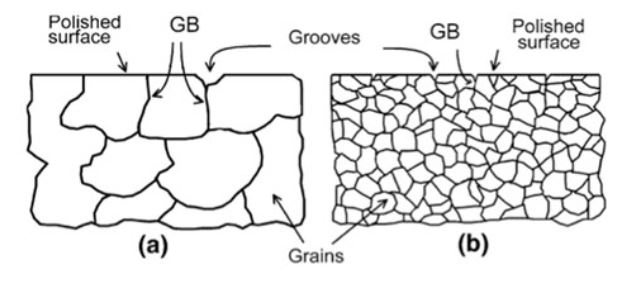 Polished
surface
GB
Grooves
GB
Polished
surface
(a)
Grains
(b)